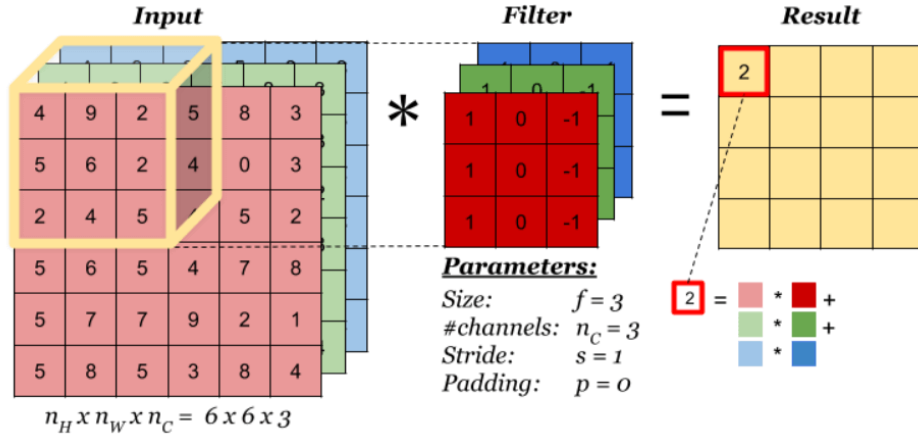 Input
Filter
Result
4 9 2 5 8 3
5 6 2 4 0 3
2 4 5 5 2
5 6 5 4 7 8
5 7 7 9 2 1
5 8 5 3 8 4
n_H x n_W x n_C = 6 x 6 x 3
*
1 0 -1
1 0 -1
1 0 -1
1 0 -1
Parameters:
Size: f = 3
#channels: n_C = 3
Stride: s = 1
Padding: p = 0
=
2
2 = * +
* +
*